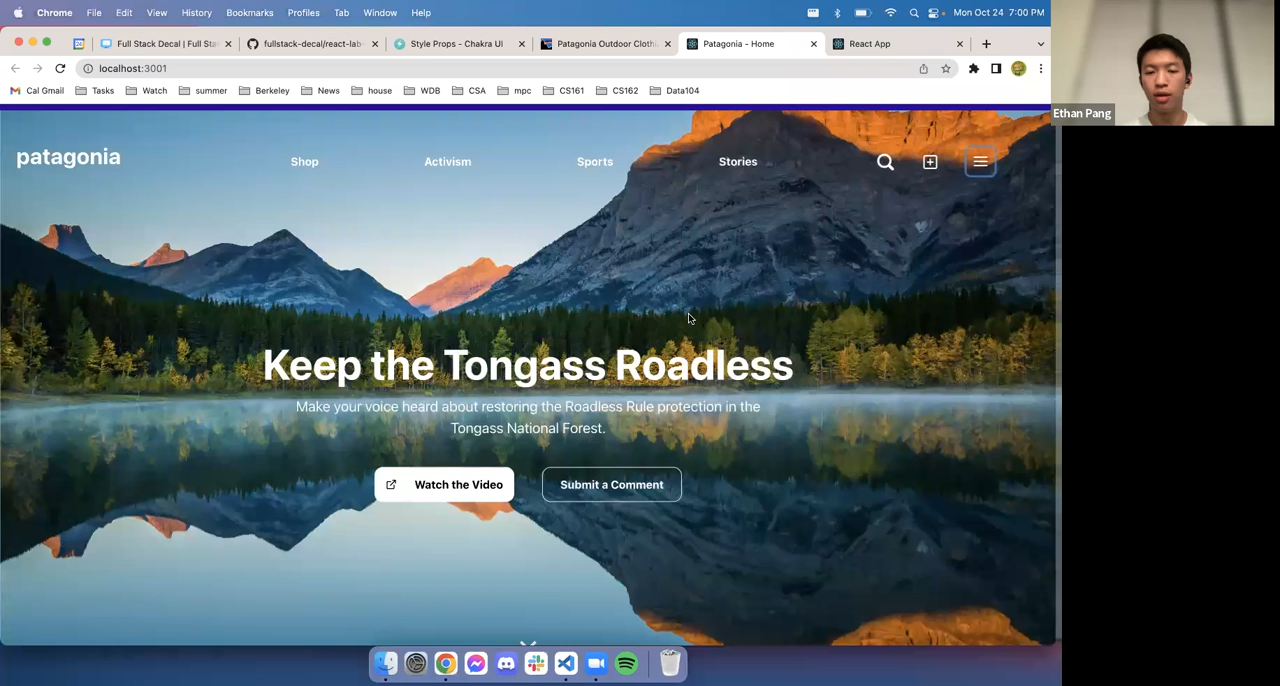 Chrome File Edit View History Bookmarks Profiles Tab Window Help Mon Oct 24 7:00 PM
Full Stack Decal | Full Sta
fullstack-decal/react-lab
Style Props - Chakra UI
Patagonia Outdoor Clothi
Patagonia - Home
React App
localhost:3001
Cal Gmail Tasks Watch summer Berkeley News house WDB CSA mpc CS161 CS162 Data104
Ethan Pang
patagonia Shop Activism Sports Stories
Keep the Tongass Roadless
Make your voice heard about restoring the Roadless Rule protection in the
Tongass National Forest.
Watch the Video Submit a Comment